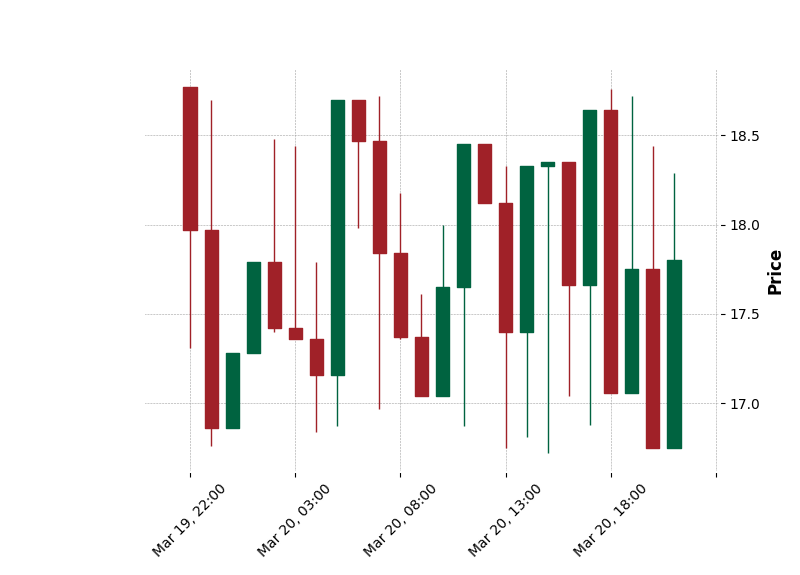 18.5
18.0
17.5
17.0
Price
Mar 19, 22:00
Mar 20, 03:00
Mar 20, 08:00
Mar 20, 13:00
Mar 20, 18:00